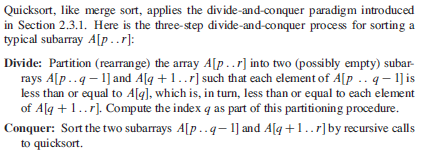 Quicksort, like merge sort, applies the divide-and-conquer paradigm introduced
in Section 2.3.1. Here is the three-step divide-and-conquer process for sorting a
typical subarray A[p . . r]:
Divide: Partition (rearrange) the array A[p . . r] into two (possibly empty) subar-
rays A[p . . q − 1] and A[q + 1 . . r] such that each element of A[p . . q − 1] is
less than or equal to A[q], which is, in turn, less than or equal to each element
of A[q + 1 . . r]. Compute the index q as part of this partitioning procedure.
Conquer: Sort the two subarrays A[p . . q − 1] and A[q + 1 . . r] by recursive calls
to quicksort.